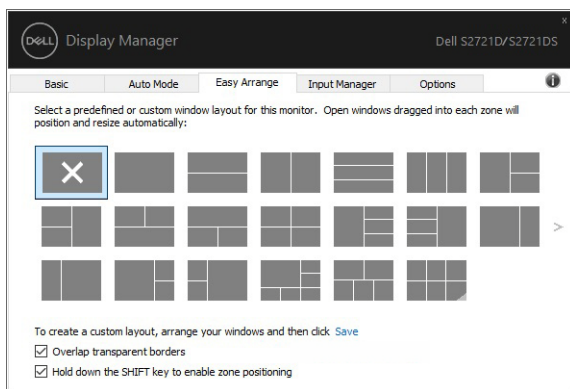 x
DELL Display Manager Dell S2721D/S2721DS
Basic Auto Mode Easy Arrange Input Manager Options
Select a predefined or custom window layout for this monitor. Open windows dragged into each zone will
position and resize automatically:
To create a custom layout, arrange your windows and then click Save
Overlap transparent borders
Hold down the SHIFT key to enable zone positioning